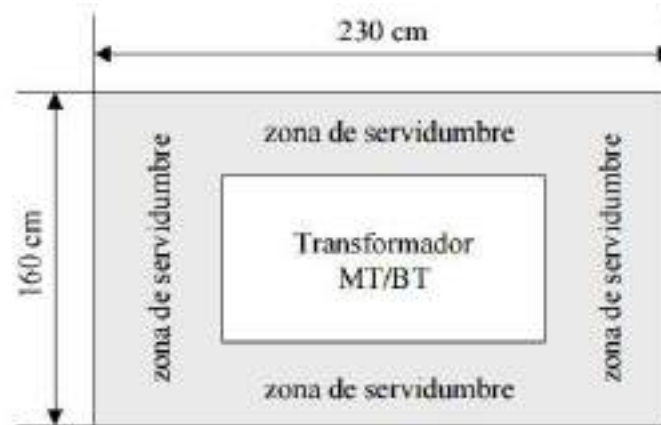 230 cm
zona de servidumbre
zona de servidumbre
160 cm
Transformador
MT/BT
zona de servidumbre
zona de servidumbre